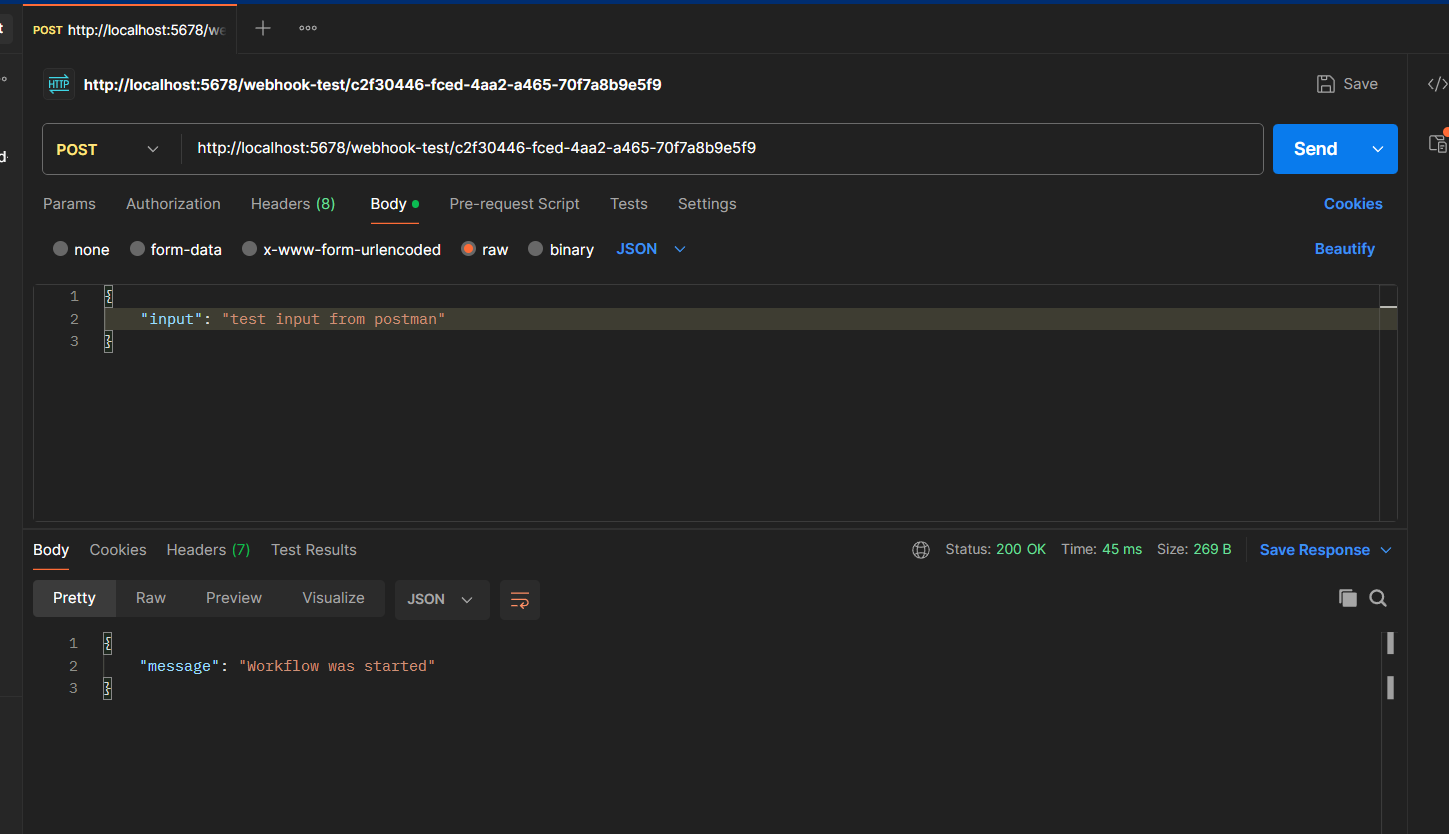 t
POST http://localhost:5678/we
HTTP http://localhost:5678/webhook-test/c2f30446-fced-4aa2-a465-70f7a8b9e5f9 Save
d
POST http://localhost:5678/webhook-test/c2f30446-fced-4aa2-a465-70f7a8b9e5f9 Send
Params Authorization Headers (8) Body Pre-request Script Tests Settings Cookies
none form-data x-www-form-urlencoded raw binary JSON Beautify
1 {
2 "input": "test input from postman"
3 }
Body Cookies Headers (7) Test Results Status: 200 OK Time: 45 ms Size: 269 B Save Response
Pretty Raw Preview Visualize JSON
1 {
2 "message": "Workflow was started"
3 }